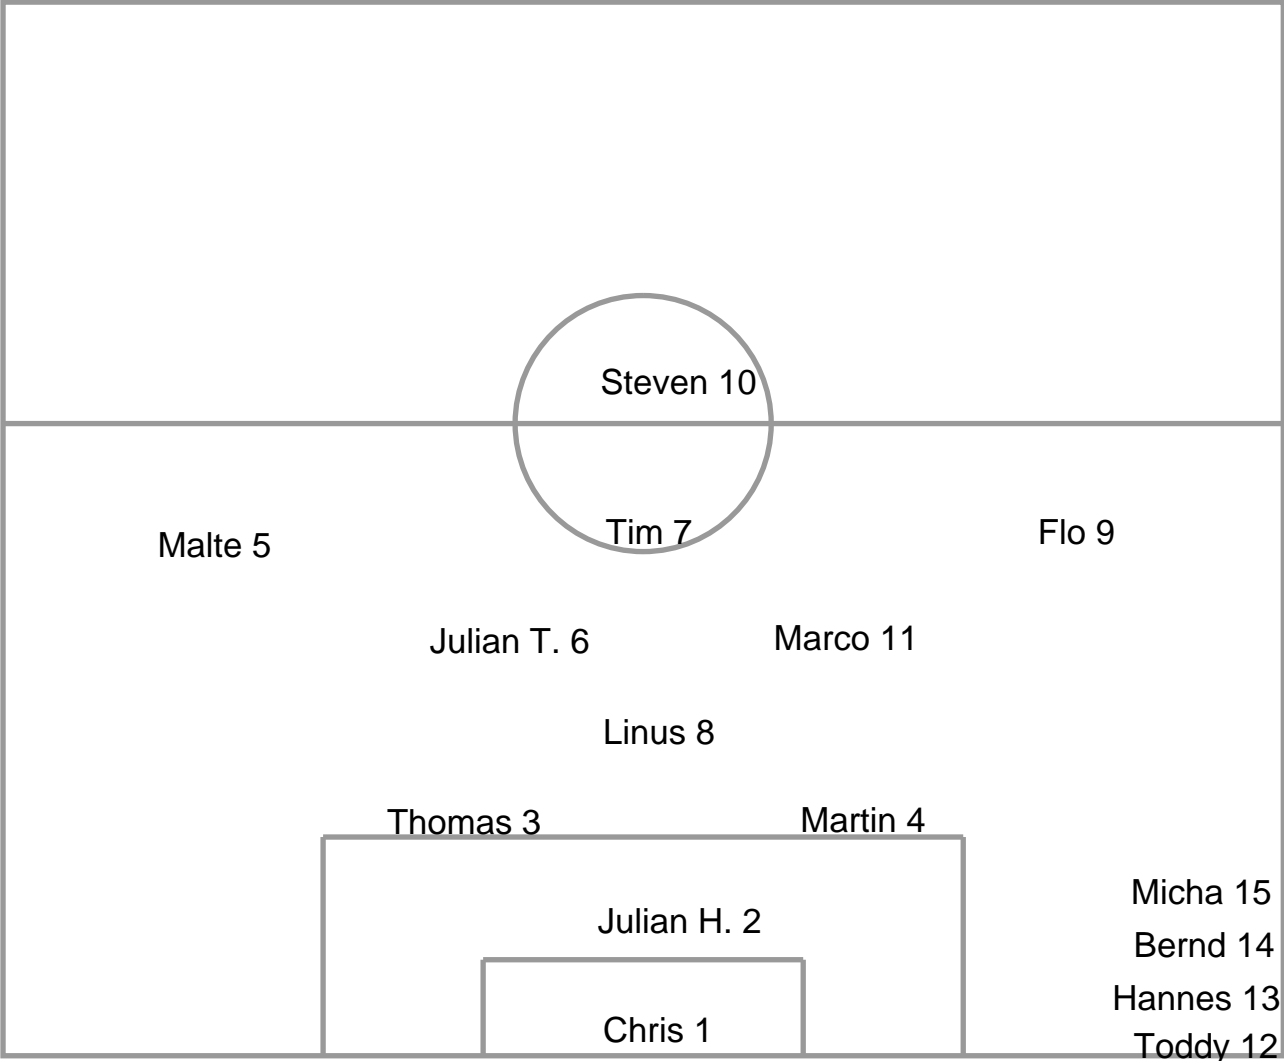 Steven 10
Malte 5
Tim 7
Flo 9
Julian T. 6
Marco 11
Linus 8
Thomas 3
Martin 4
Micha 15
Julian H. 2
Bernd 14
Hannes 13
Chris 1
Toddy 12